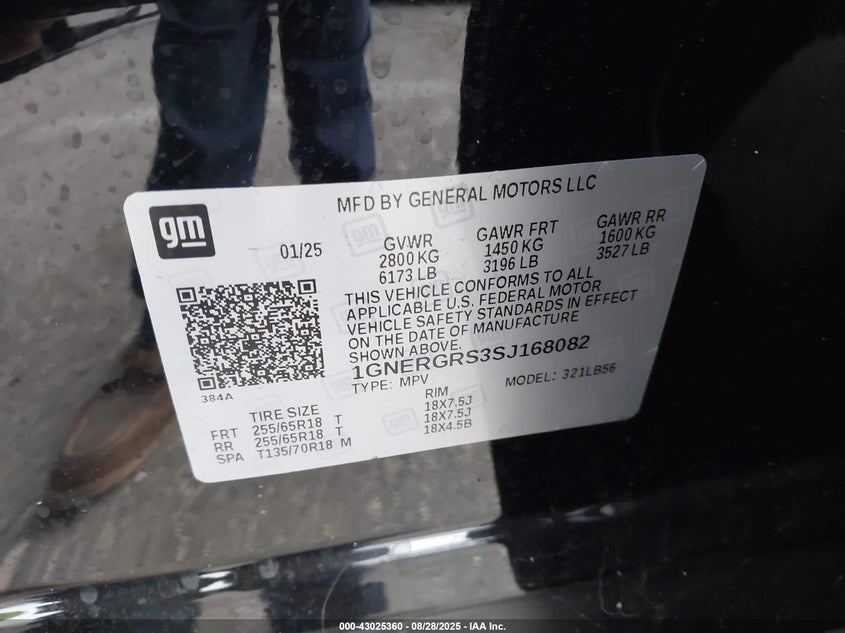 MFD BY GENERAL MOTORS LLC
gm
01/25
GVWR
2800KG
6173 LB
GAWR FRT
1450 KG
3196 LB
GAWR RR
1600 KG
3527 LB
THIS VEHICLE CONFORMS TO ALL
APPLICABLE U.S. FEDERAL MOTOR
VEHICLE SAFETY STANDARDS IN EFFECT
ON THE DATE OF MANUFACTURE
SHOWN ABOVE.
1GNERGRS3SJ168082
TYPE: MPV
MODEL: 321LB56
384A
TIRE SIZE
RIM
FRT 255/65R18 T 18X7.5J
RR 255/65R18 T 18X7.5J
SPA T135/70R18 M 18X4.5B
000-43025360 - 08/28/2025 - IAA Inc.